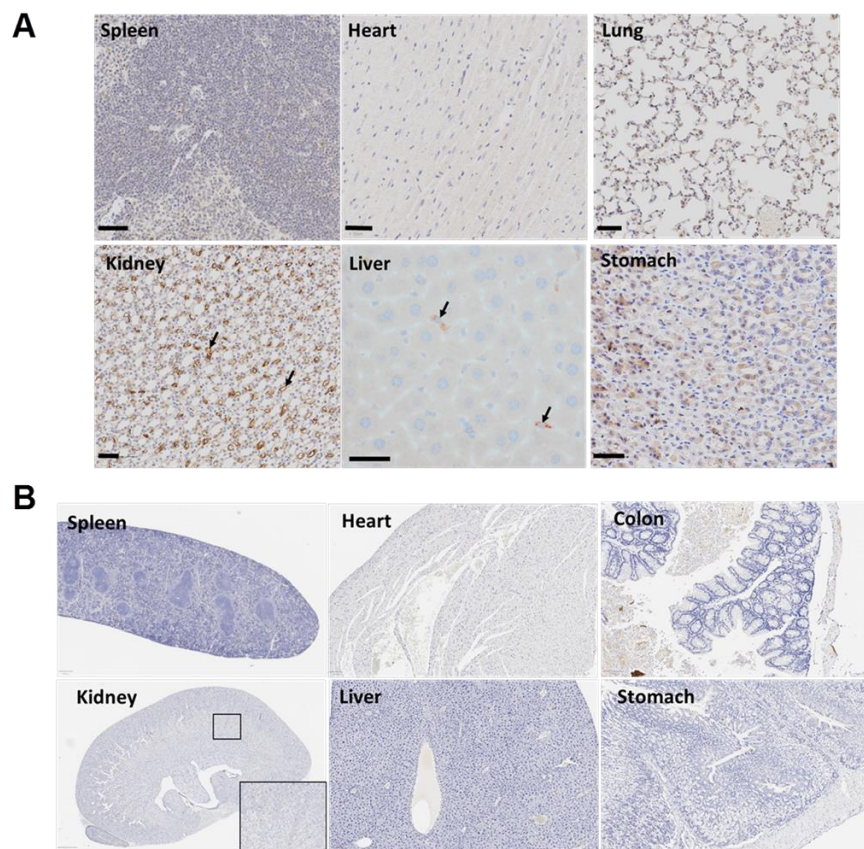 A
Spleen
Heart
Lung
Kidney
Liver
Stomach
B
Spleen
Heart
Colon
Kidney
Liver
Stomach